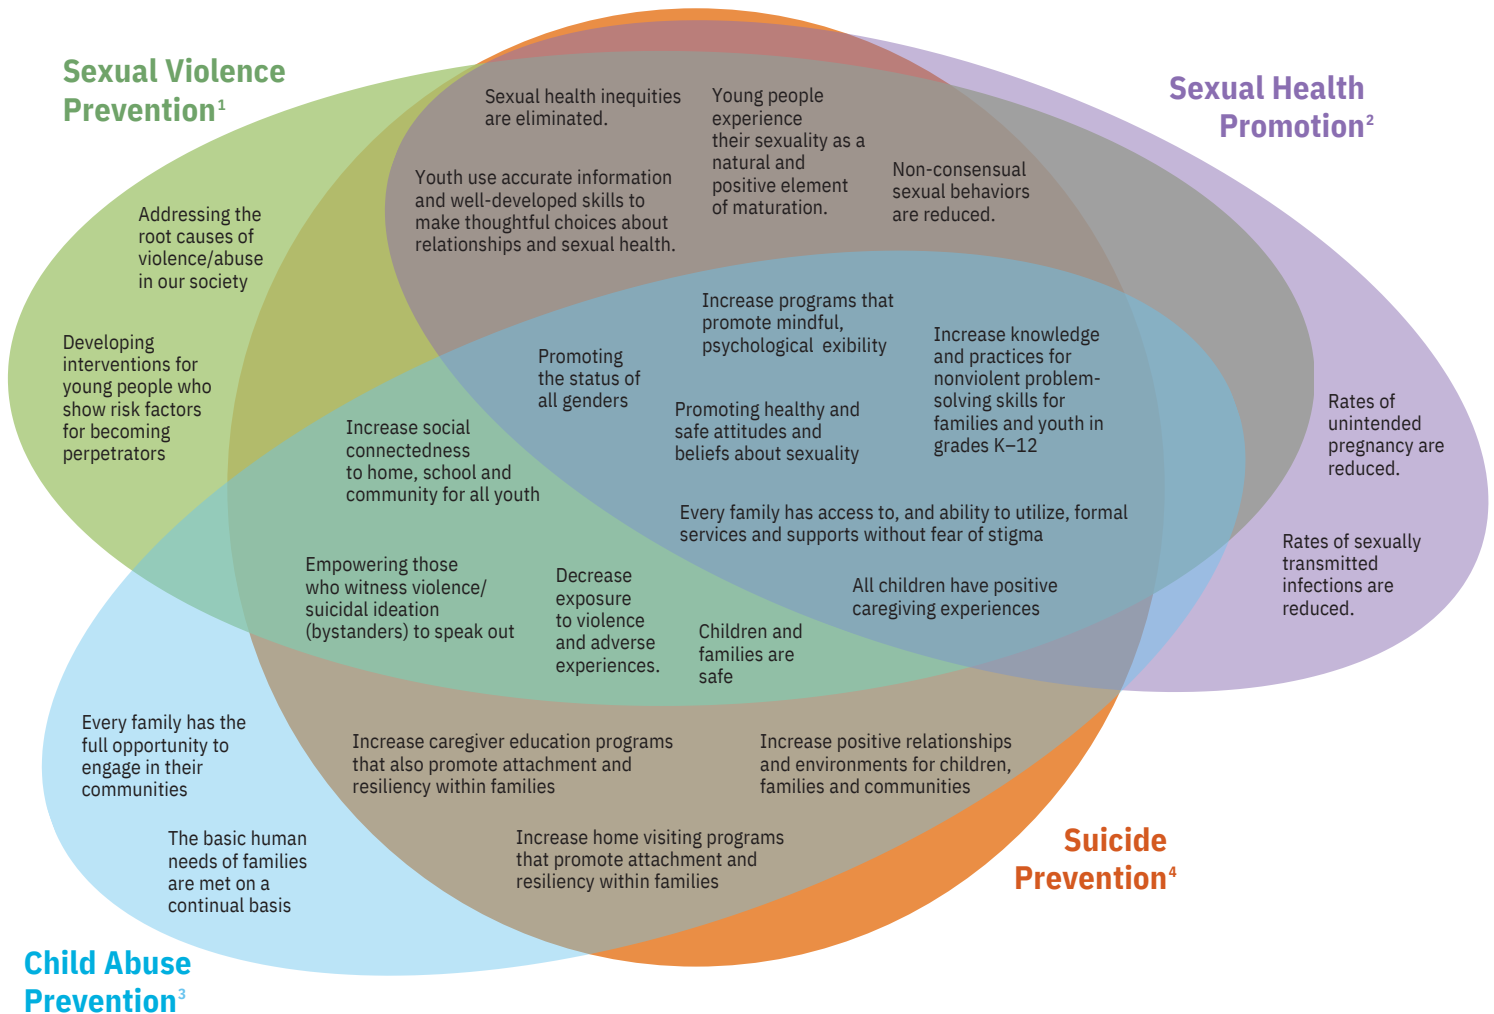 Sexual Violence
Prevention¹
Sexual Health
Promotion²
Sexual health inequities
are eliminated.
Young people
experience
their sexuality as a
natural and
positive element
of maturation.
Non-consensual
sexual behaviors
are reduced.
Youth use accurate information
and well-developed skills to
make thoughtful choices about
relationships and sexual health.
Addressing the
root causes of
violence/abuse
in our society
Developing
interventions for
young people who
show risk factors
for becoming
perpetrators
Increase programs that
promote mindful,
psychological exibility
Increase knowledge
and practices for
nonviolent problem-
solving skills for
families and youth in
grades K–12
Promoting
the status of
all genders
Promoting healthy and
safe attitudes and
beliefs about sexuality
Rates of
unintended
pregnancy are
reduced.
Increase social
connectedness
to home, school and
community for all youth
Every family has access to, and ability to utilize, formal
services and supports without fear of stigma
Rates of sexually
transmitted
infections are
reduced.
Empowering those
who witness violence/
suicidal ideation
(bystanders) to speak out
Decrease
exposure
to violence
and adverse
experiences.
Children and
families are
safe
All children have positive
caregiving experiences
Every family has the
full opportunity to
engage in their
communities
Increase caregiver education programs
that also promote attachment and
resiliency within families
Increase positive relationships
and environments for children,
families and communities
The basic human
needs of families
are met on a
continual basis
Increase home visiting programs
that promote attachment and
resiliency within families
Suicide
Prevention⁴
Child Abuse
Prevention³